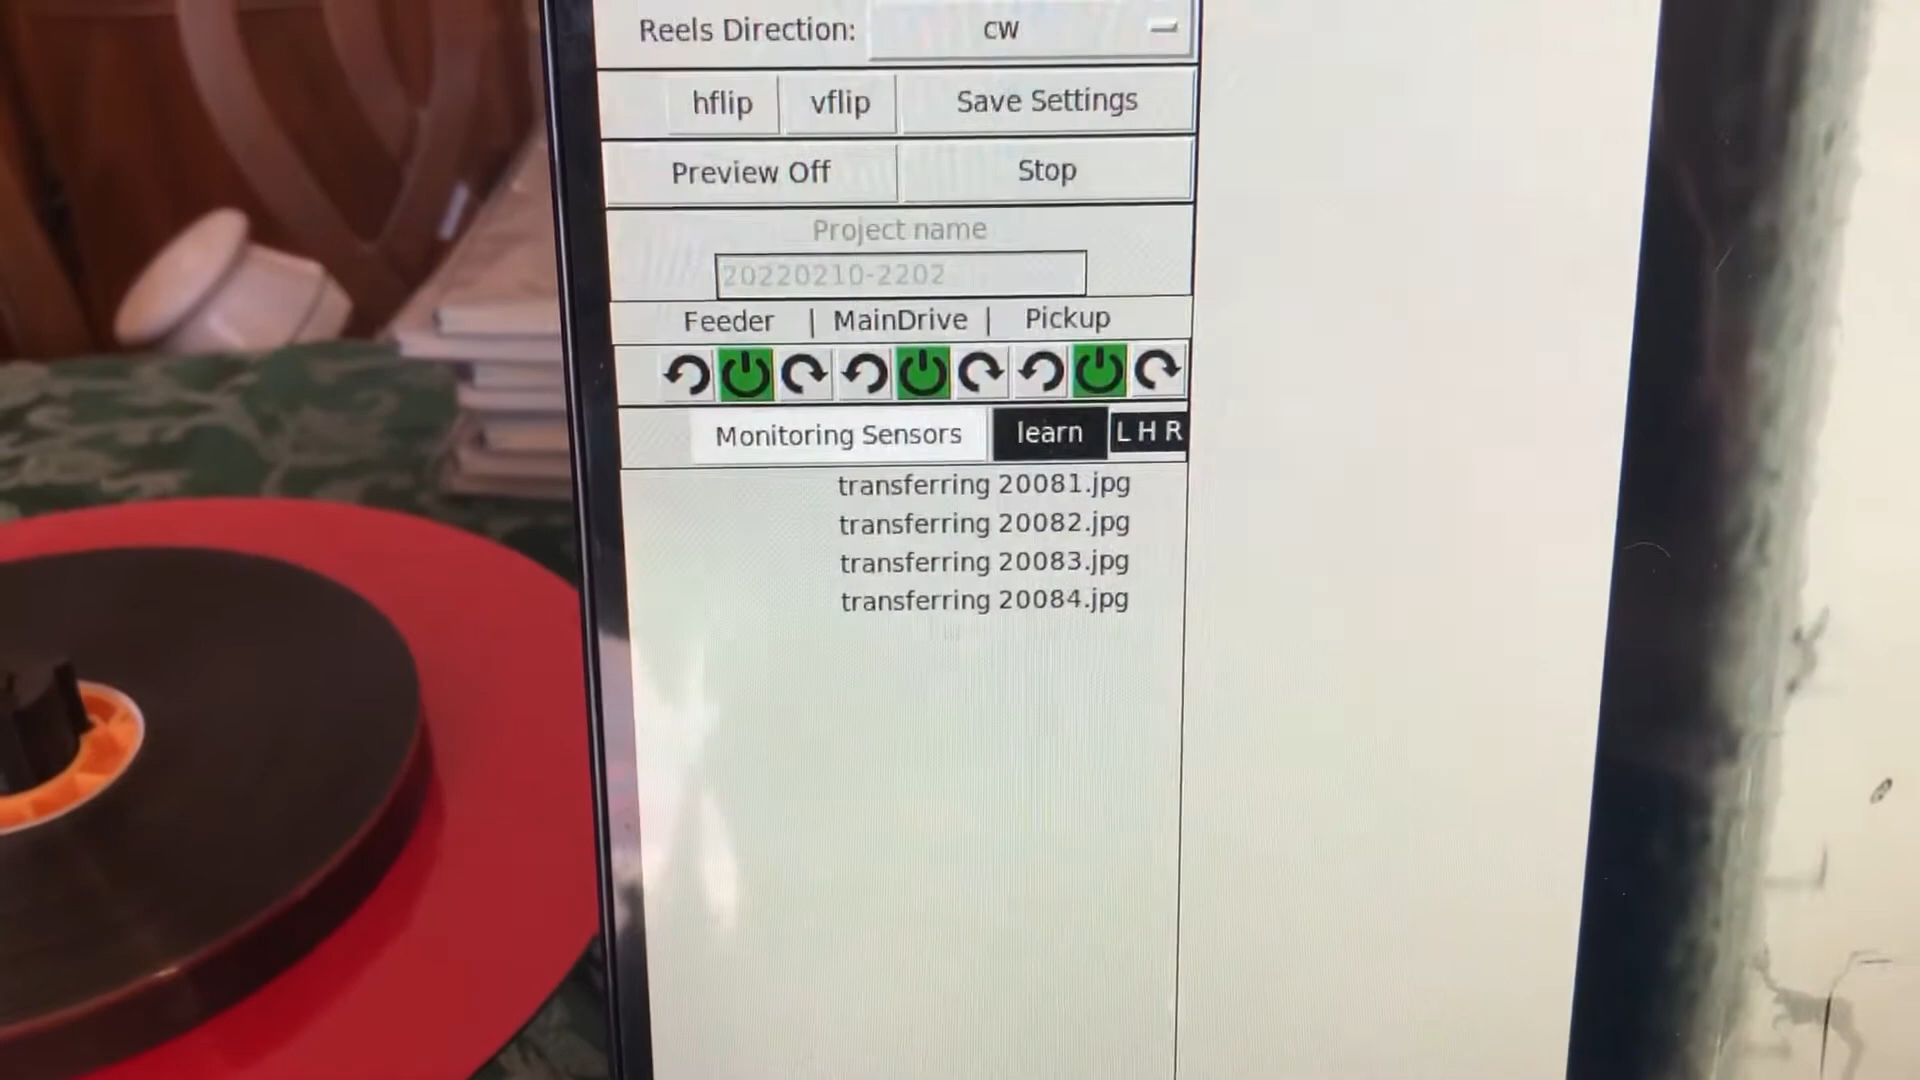 Reels Direction: cw
hflip vflip Save Settings
Preview Off Stop
Project name
20220210-2202
Feeder | MainDrive | Pickup
Monitoring Sensors learn L H R
transferring 20081.jpg
transferring 20082.jpg
transferring 20083.jpg
transferring 20084.jpg